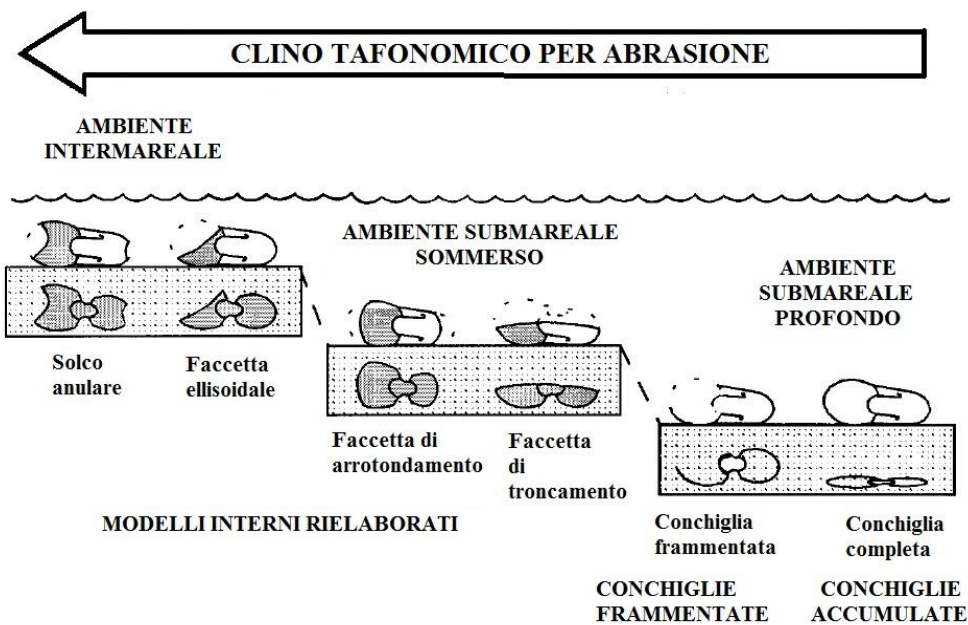 CLINO TAFONOMICO PER ABRASIONE
AMBIENTE
INTERMAREALE
AMBIENTE SUBMAREALE
SOMMERSO
AMBIENTE
SUBMAREALE
PROFONDO
Solco
anulare
Faccetta
ellisoidale
Faccetta di
arrotondamento
Faccetta
di
troncamento
Conchiglia
frammentata
Conchiglia
completa
MODELLI INTERNI RIELABORATI
CONCHIGLIE
FRAMMENTATE
CONCHIGLIE
ACCUMULATE